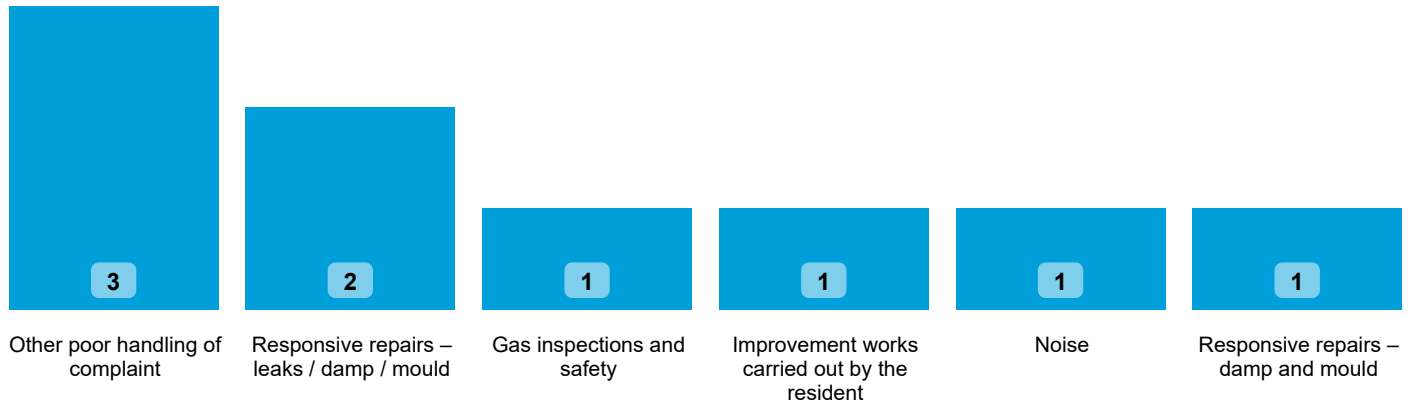 3
2
1
1
1
1
Other poor handling of
complaint
Responsive repairs –
leaks / damp / mould
Gas inspections and
safety
Improvement works
carried out by the
resident
Noise
Responsive repairs –
damp and mould